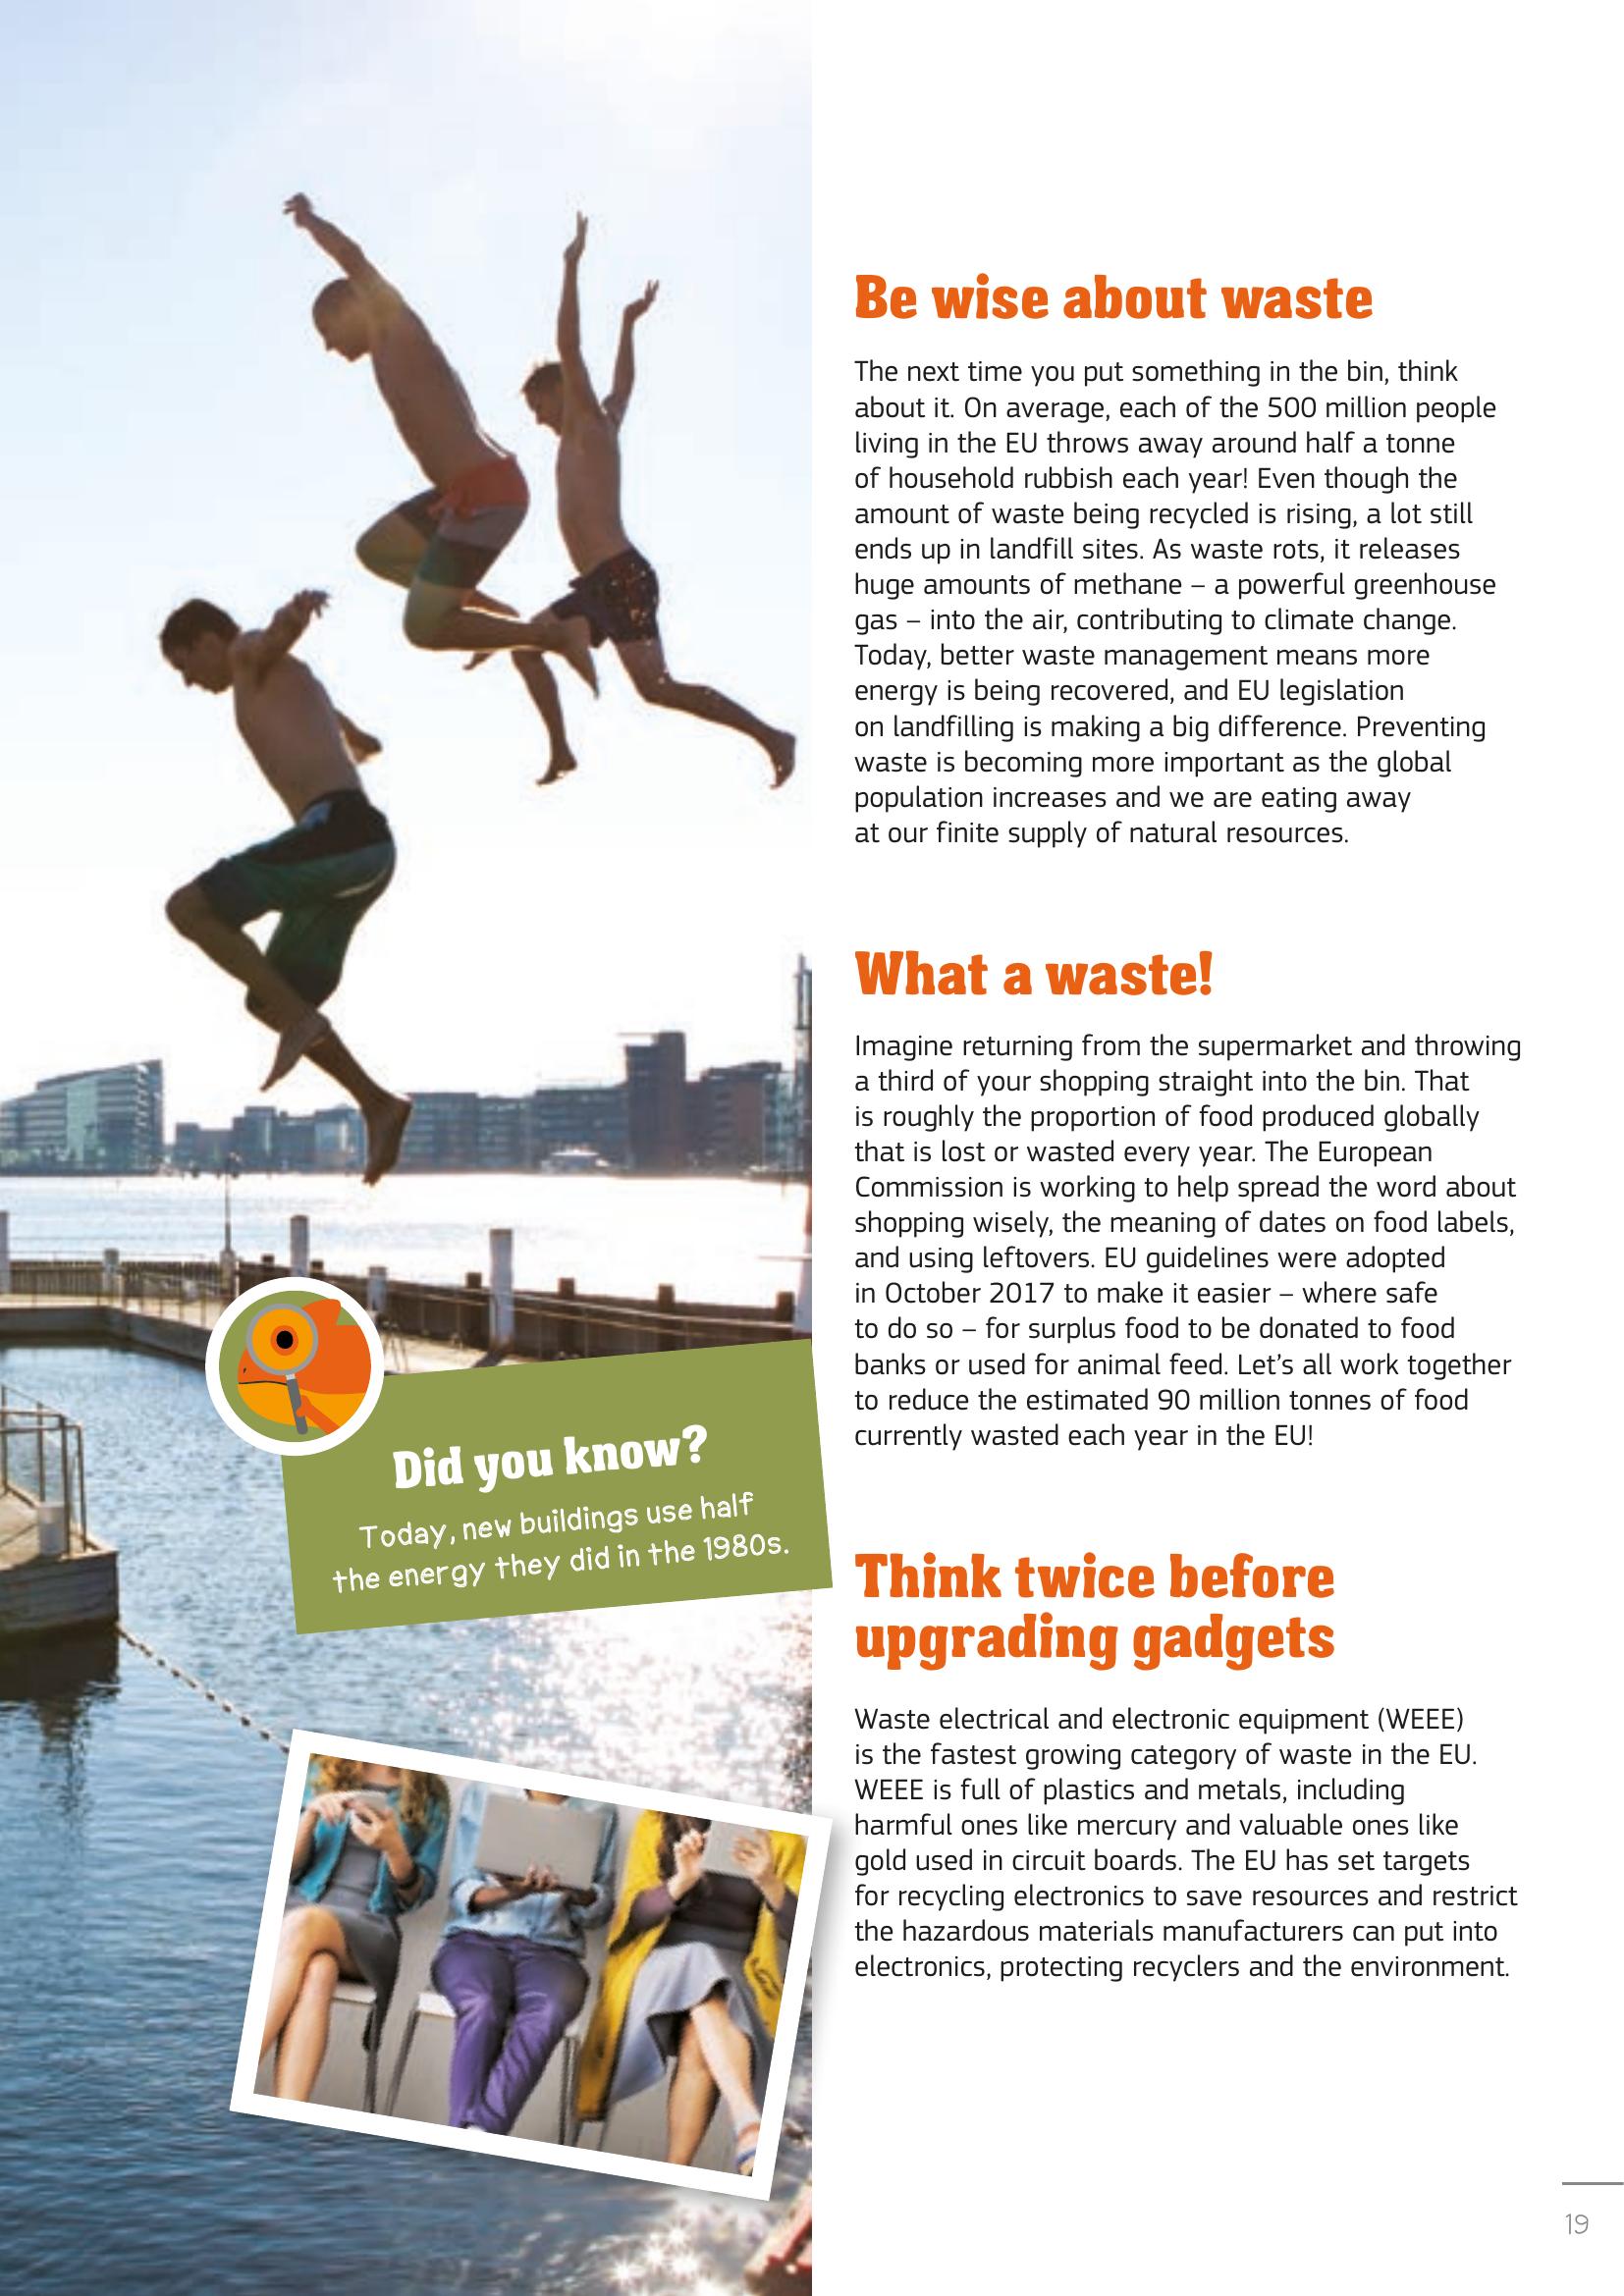 Be wise about waste
The next time you put something in the bin, think
about it. On average, each of the 500 million people
living in the EU throws away around half a tonne
of household rubbish each year! Even though the
amount of waste being recycled is rising, a lot still
ends up in landfill sites. As waste rots, it releases
huge amounts of methane – a powerful greenhouse
gas – into the air, contributing to climate change.
Today, better waste management means more
energy is being recovered, and EU legislation
on landfilling is making a big difference. Preventing
waste is becoming more important as the global
population increases and we are eating away
at our finite supply of natural resources.
What a waste!
Imagine returning from the supermarket and throwing
a third of your shopping straight into the bin. That
is roughly the proportion of food produced globally
that is lost or wasted every year. The European
Commission is working to help spread the word about
shopping wisely, the meaning of dates on food labels,
and using leftovers. EU guidelines were adopted
in October 2017 to make it easier – where safe
to do so – for surplus food to be donated to food
banks or used for animal feed. Let’s all work together
to reduce the estimated 90 million tonnes of food
currently wasted each year in the EU!
Did you know?
Today, new buildings use half
the energy they did in the 1980s.
Think twice before
upgrading gadgets
Waste electrical and electronic equipment (WEEE)
is the fastest growing category of waste in the EU.
WEEE is full of plastics and metals, including
harmful ones like mercury and valuable ones like
gold used in circuit boards. The EU has set targets
for recycling electronics to save resources and restrict
the hazardous materials manufacturers can put into
electronics, protecting recyclers and the environment.
19